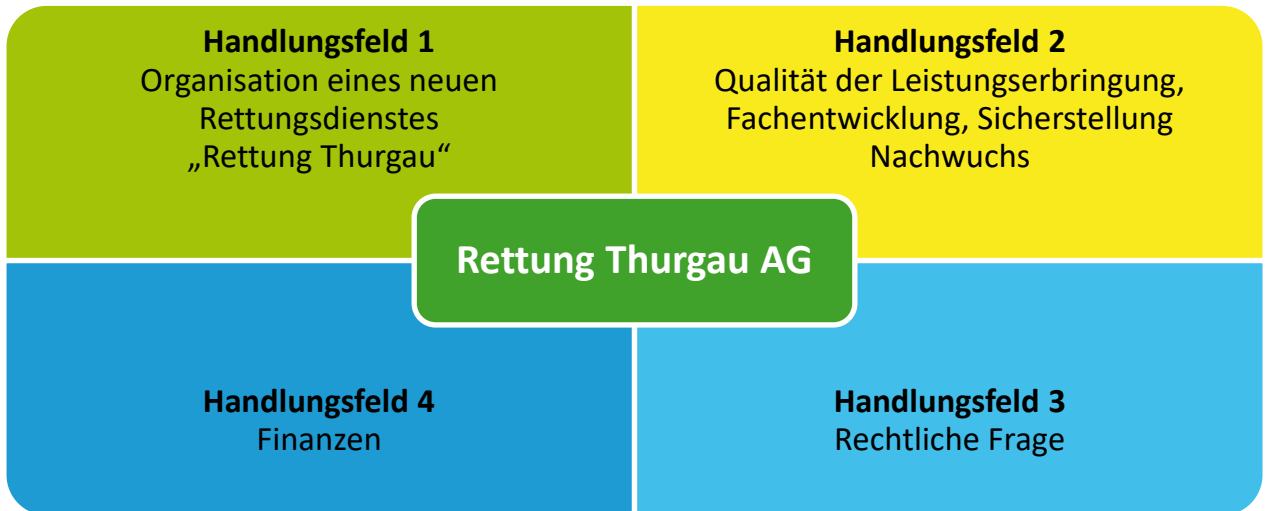 Handlungsfeld 1
Organisation eines neuen
Rettungsdienstes
„Rettung Thurgau“
Handlungsfeld 2
Qualität der Leistungserbringung,
Fachentwicklung, Sicherstellung
Nachwuchs
Rettung Thurgau AG
Handlungsfeld 4
Finanzen
Handlungsfeld 3
Rechtliche Frage